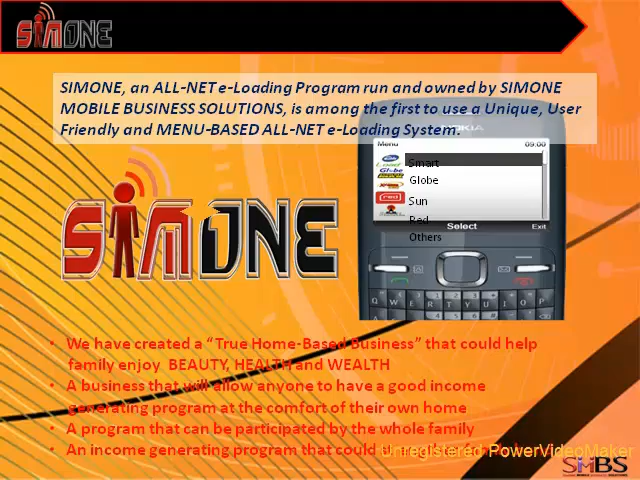 SIMONE
SIMONE, an ALL-NET e-Loading Program run and owned by SIMONE
MOBILE BUSINESS SOLUTIONS, is among the first to use a Unique, User
Friendly and MENU-BASED ALL-NET e-Loading System.
NOKIA
Menu 09:00
Smart
Globe
Sun
Red
Others
Select Exit
SIMONE
Q W E R T Y U I O P
• We have created a “True Home-Based Business” that could help
family enjoy BEAUTY, HEALTH and WEALTH
• A business that will allow anyone to have a good income
generating program at the comfort of their own home
• A program that can be participated by the whole family
• An income generating program that could
Unregistered PowerVideoMaker
SMBS